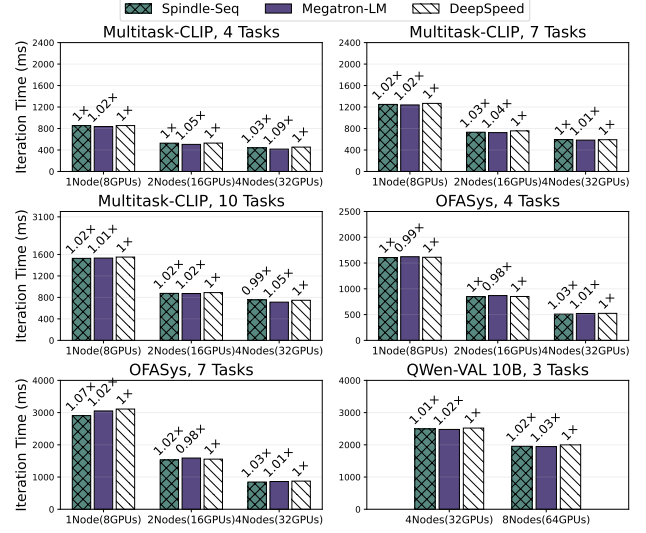 Spindle-Seq Megatron-LM DeepSpeed
Multitask-CLIP, 4 Tasks
Iteration Time (ms)
2400
2000
1600
1200
800
400
0
1× 1.02× 1×
1× 1.05× 1×
1.03× 1.09× 1×
1Node(8GPUs) 2Nodes(16GPUs) 4Nodes(32GPUs)
Multitask-CLIP, 7 Tasks
2400
2000
1600
1200
800
400
0
1.02× 1.02× 1×
1.03× 1.04× 1×
1× 1.01× 1×
1Node(8GPUs) 2Nodes(16GPUs) 4Nodes(32GPUs)
Multitask-CLIP, 10 Tasks
Iteration Time (ms)
3100
1600
1200
800
400
0
1.02× 1.01× 1×
1.02× 1.02× 1×
0.99× 1.05× 1×
1Node(8GPUs) 2Nodes(16GPUs) 4Nodes(32GPUs)
OFASys, 4 Tasks
2500
2000
1500
1000
500
0
1× 0.99× 1×
1× 0.98× 1×
1.03× 1.01× 1×
1Node(8GPUs) 2Nodes(16GPUs) 4Nodes(32GPUs)
OFASys, 7 Tasks
Iteration Time (ms)
4000
3000
2000
1000
0
1.07× 1.02× 1×
1.02× 0.98× 1×
1.03× 1.01× 1×
1Node(8GPUs) 2Nodes(16GPUs) 4Nodes(32GPUs)
QWen-VAL 10B, 3 Tasks
4000
3000
2000
1000
0
1.01× 1.02× 1×
1.02× 1.03× 1×
4Nodes(32GPUs) 8Nodes(64GPUs)